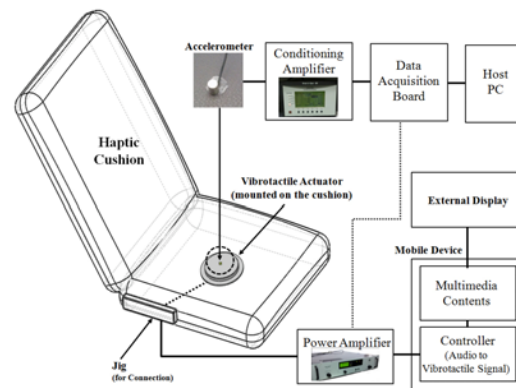 Accelerometer
Conditioning
Amplifier
Data
Acquisition
Board
Host
PC
Haptic
Cushion
Vibrotactile Actuator
(mounted on the cushion)
External Display
Mobile Device
Multimedia
Contents
Power Amplifier
Controller
(Audio to
Vibrotactile Signal)
Jig
(for Connection)